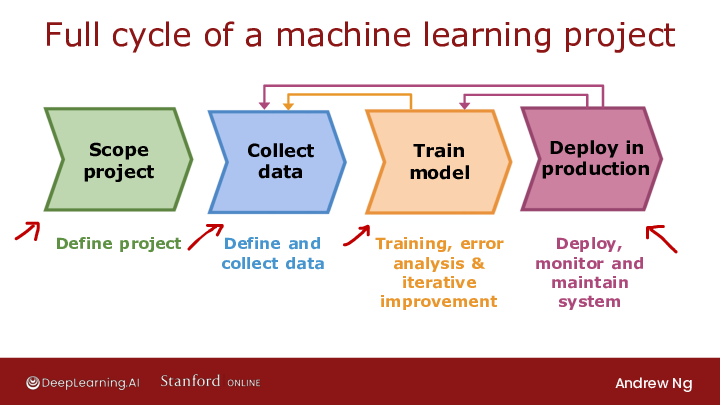 Full cycle of a machine learning project
Scope
project
Collect
data
Train
model
Deploy in
production
Define project
Define and
collect data
Training, error
analysis &
iterative
improvement
Deploy,
monitor and
maintain
system
DeepLearning.AI
Stanford ONLINE
Andrew Ng